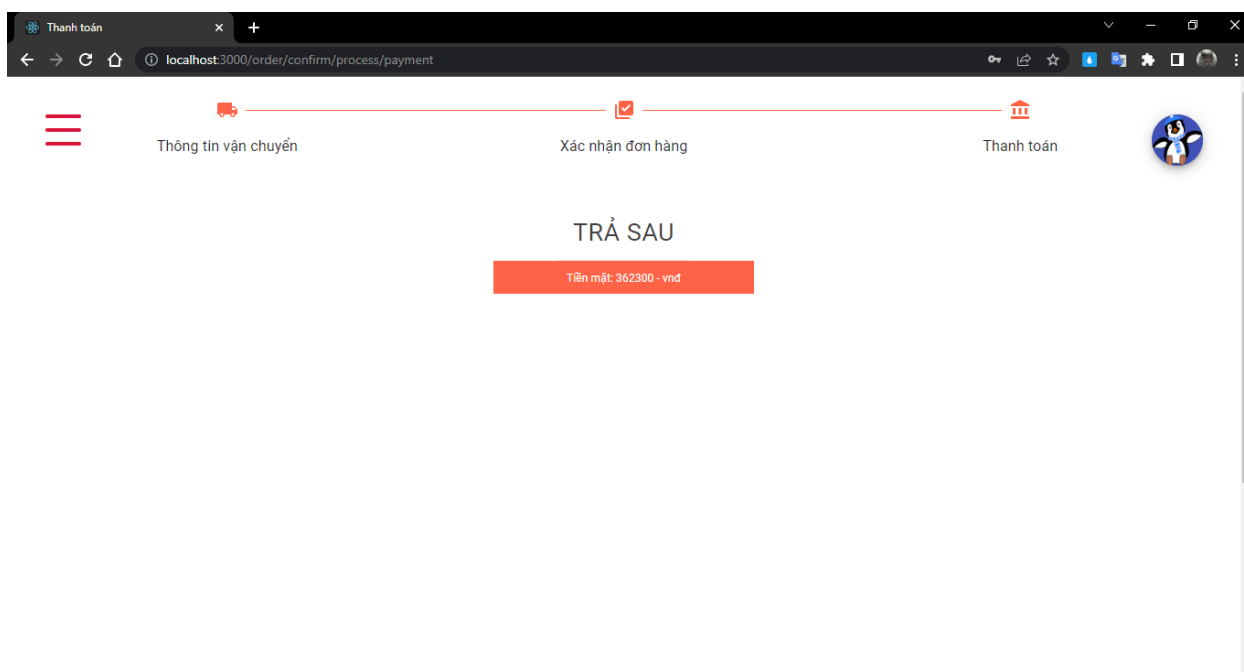 Thanh toán
localhost:3000/order/confirm/process/payment
Thông tin vận chuyển
Xác nhận đơn hàng
Thanh toán
TRẢ SAU
Tiền mặt: 362300 - vnđ